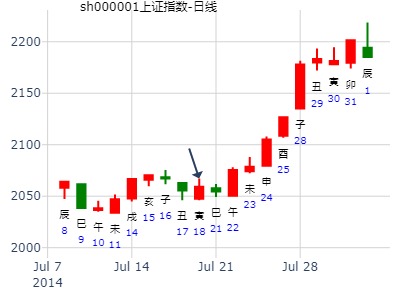 sh000001上证指数-日线
2200
2150
2100
2050
2000
辰
8
巳
9
午
10
未
11
戌
14
亥
15
子
16
丑
17
寅
18
巳
21
午
22
未
23
申
24
酉
25
子
28
丑
29
寅
30
卯
31
辰
1
Jul 7
2014
Jul 14
Jul 21
Jul 28